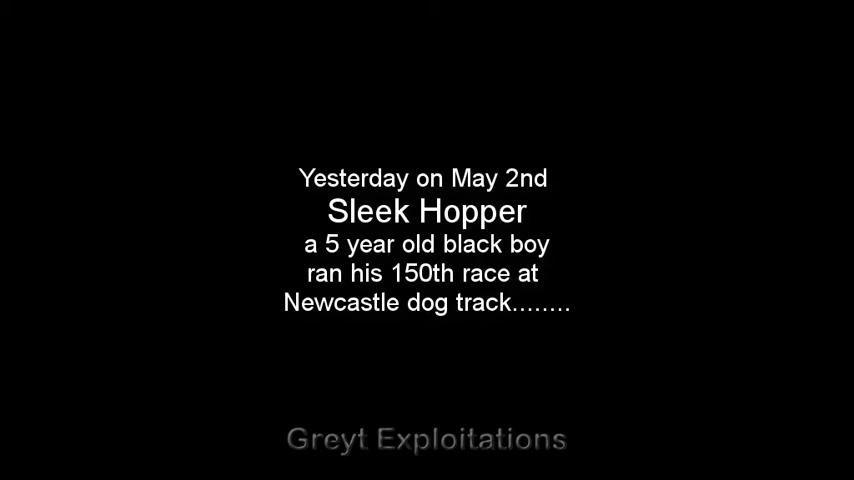 Yesterday on May 2nd
Sleek Hopper
a 5 year old black boy
ran his 150th race at
Newcastle dog track........
Greyt Exploitations